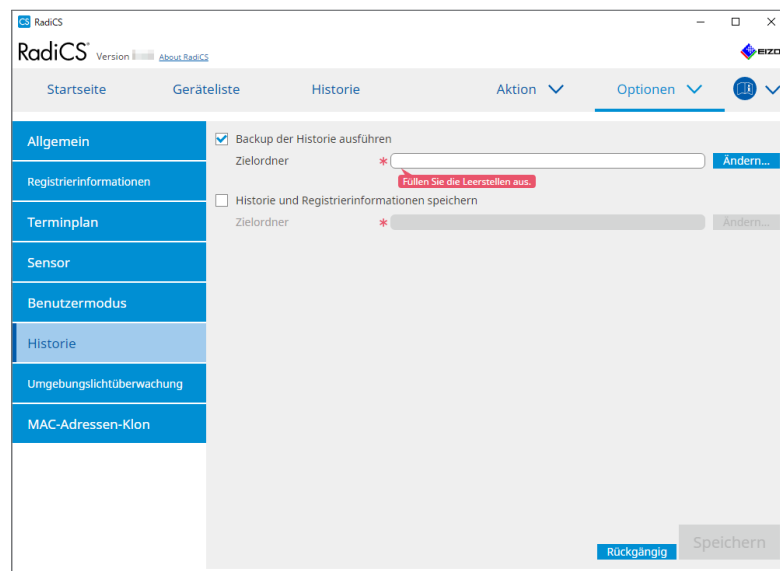 CS RadiCS
RadiCS® Version About RadiCS
EIZO
Startseite Geräteliste Historie Aktion Optionen
Allgemein
Registrierinformationen
Terminplan
Sensor
Benutzermodus
Historie
Umgebungslichtüberwachung
MAC-Adressen-Klon
Backup der Historie ausführen
Zielordner * Ändern...
Füllen Sie die Leerstellen aus.
Historie und Registrierinformationen speichern
Zielordner * Ändern...
Rückgängig Speichern